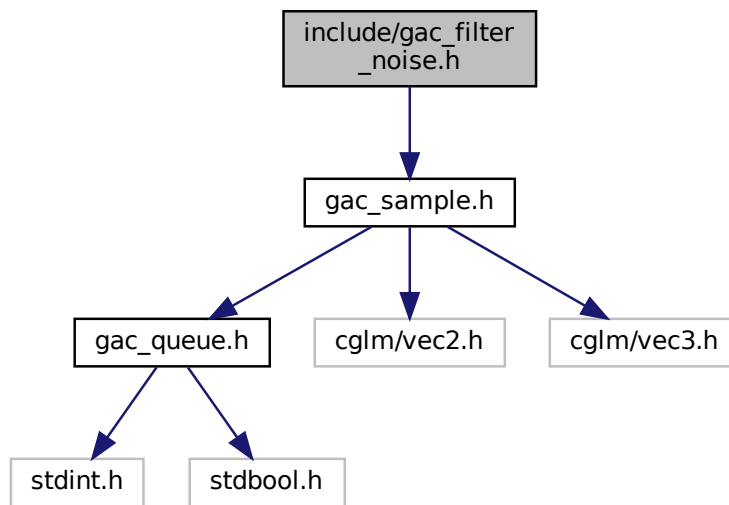 include/gac_filter
_noise.h
gac_sample.h
gac_queue.h
cglm/vec2.h
cglm/vec3.h
stdint.h
stdbool.h